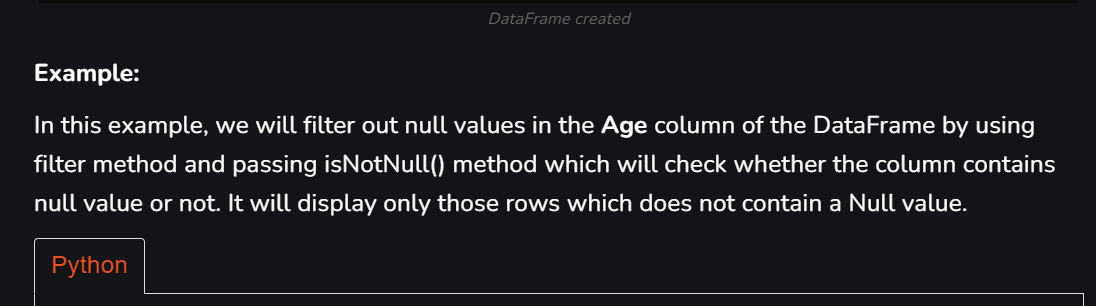 DataFrame created
Example:
In this example, we will filter out null values in the Age column of the DataFrame by using
filter method and passing isNotNull() method which will check whether the column contains
null value or not. It will display only those rows which does not contain a Null value.
Python